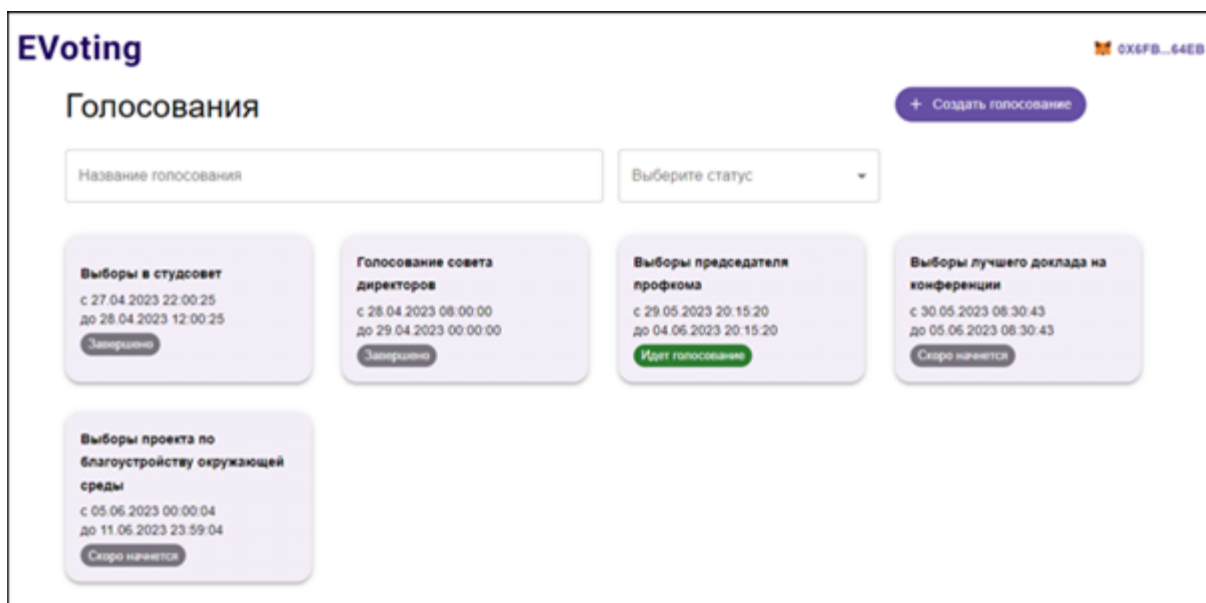 EVoting
0X6FB...64EB
Голосования
+ Создать голосование
Название голосования
Выберите статус
Выборы в студсовет
с 27.04.2023 22:00:25
до 28.04.2023 12:00:25
Завершено
Голосование совета
директоров
с 28.04.2023 08:00:00
до 29.04.2023 00:00:00
Завершено
Выборы председателя
профкома
с 29.05.2023 20:15:20
до 04.06.2023 20:15:20
Идет голосование
Выборы лучшего доклада на
конференции
с 30.05.2023 08:30:43
до 05.06.2023 08:30:43
Скоро начнется
Выборы проекта по
благоустройству окружающей
среды
с 05.06.2023 00:00:04
до 11.06.2023 23:59:04
Скоро начнется